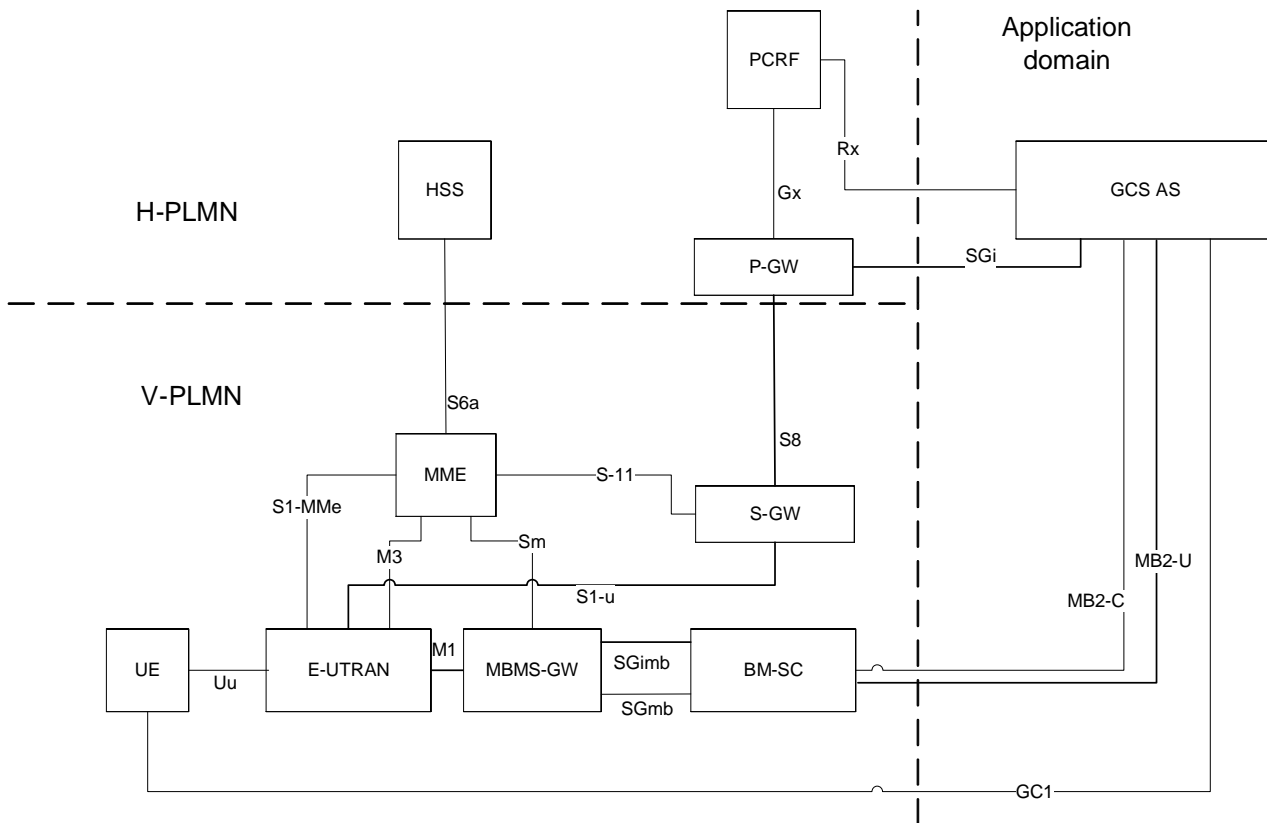 Application
domain
PCRF
Rx
HSS
GCS AS
Gx
H-PLMN
SGi
P-GW
V-PLMN
S6a
S8
MME
S-11
S1-MMe
S-GW
Sm
M3
MB2-U
S1-u
MB2-C
M1
UE
E-UTRAN
MBMS-GW
SGimb
BM-SC
Uu
SGmb
GC1